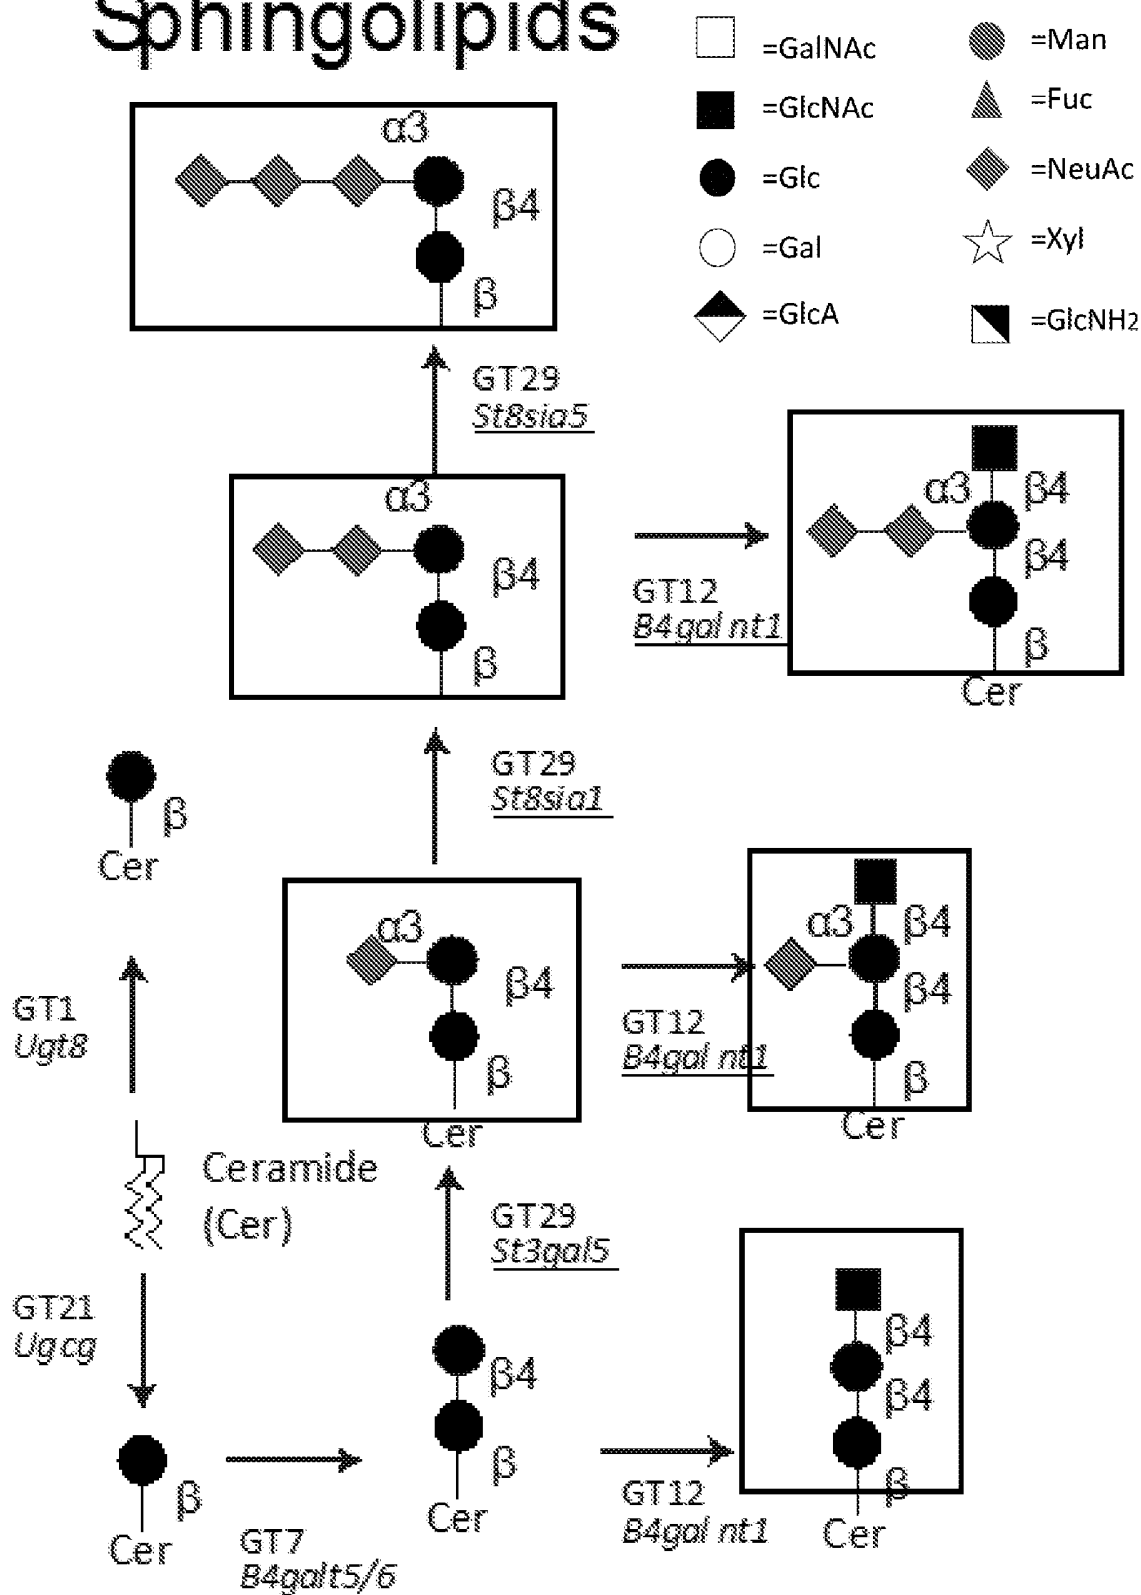 Sphingolipids
=GalNAc
=GlcNAc
=Glc
=Gal
=GlcA
=Man
=Fuc
=NeuAc
=Xyl
=GlcNH2
α3
β4
β
GT29
St8sia5
α3
β4
β
GT12
B4galnt1
α3
β4
β4
β
Cer
GT29
St8sia1
β
Cer
GT1
Ugt8
α3
β4
β
Cer
GT12
B4galnt1
α3
β4
β4
β
Cer
Ceramide
(Cer)
GT29
St3gal5
GT21
Ugcg
β
Cer
GT7
B4galt5/6
β4
β
Cer
GT12
B4galnt1
β4
β4
β
Cer